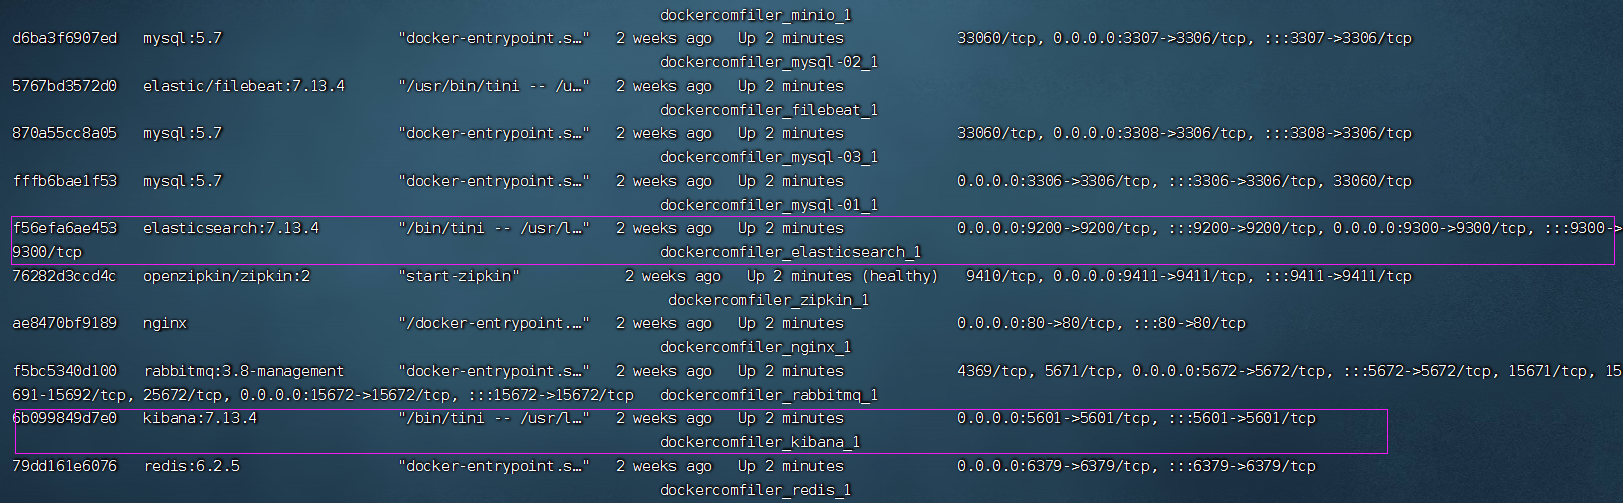 dockercomfiler_minio_1
d6ba3f6907ed mysql:5.7 "docker-entrypoint.s…" 2 weeks ago Up 2 minutes 33060/tcp, 0.0.0.0:3307->3306/tcp, :::3307->3306/tcp
dockercomfiler_mysql-02_1
5767bd3572d0 elastic/filebeat:7.13.4 "/usr/bin/tini -- /u…" 2 weeks ago Up 2 minutes
dockercomfiler_filebeat_1
870a55cc8a05 mysql:5.7 "docker-entrypoint.s…" 2 weeks ago Up 2 minutes 33060/tcp, 0.0.0.0:3308->3306/tcp, :::3308->3306/tcp
dockercomfiler_mysql-03_1
fffb6bae1f53 mysql:5.7 "docker-entrypoint.s…" 2 weeks ago Up 2 minutes 0.0.0.0:3306->3306/tcp, :::3306->3306/tcp, 33060/tcp
dockercomfiler_mysql-01_1
f56efa6ae453 elasticsearch:7.13.4 "/bin/tini -- /usr/l…" 2 weeks ago Up 2 minutes 0.0.0.0:9200->9200/tcp, :::9200->9200/tcp, 0.0.0.0:9300->9300/tcp, :::9300->
9300/tcp dockercomfiler_elasticsearch_1
76282d3ccd4c openzipkin/zipkin:2 "start-zipkin" 2 weeks ago Up 2 minutes (healthy) 9410/tcp, 0.0.0.0:9411->9411/tcp, :::9411->9411/tcp
dockercomfiler_zipkin_1
ae8470bf9189 nginx "/docker-entrypoint.…" 2 weeks ago Up 2 minutes 0.0.0.0:80->80/tcp, :::80->80/tcp
dockercomfiler_nginx_1
f5bc5340d100 rabbitmq:3.8-management "docker-entrypoint.s…" 2 weeks ago Up 2 minutes 4369/tcp, 5671/tcp, 0.0.0.0:5672->5672/tcp, :::5672->5672/tcp, 15671/tcp, 15
691-15692/tcp, 25672/tcp, 0.0.0.0:15672->15672/tcp, :::15672->15672/tcp dockercomfiler_rabbitmq_1
6b099849d7e0 kibana:7.13.4 "/bin/tini -- /usr/l…" 2 weeks ago Up 2 minutes 0.0.0.0:5601->5601/tcp, :::5601->5601/tcp
dockercomfiler_kibana_1
79dd161e6076 redis:6.2.5 "docker-entrypoint.s…" 2 weeks ago Up 2 minutes 0.0.0.0:6379->6379/tcp, :::6379->6379/tcp
dockercomfiler_redis_1